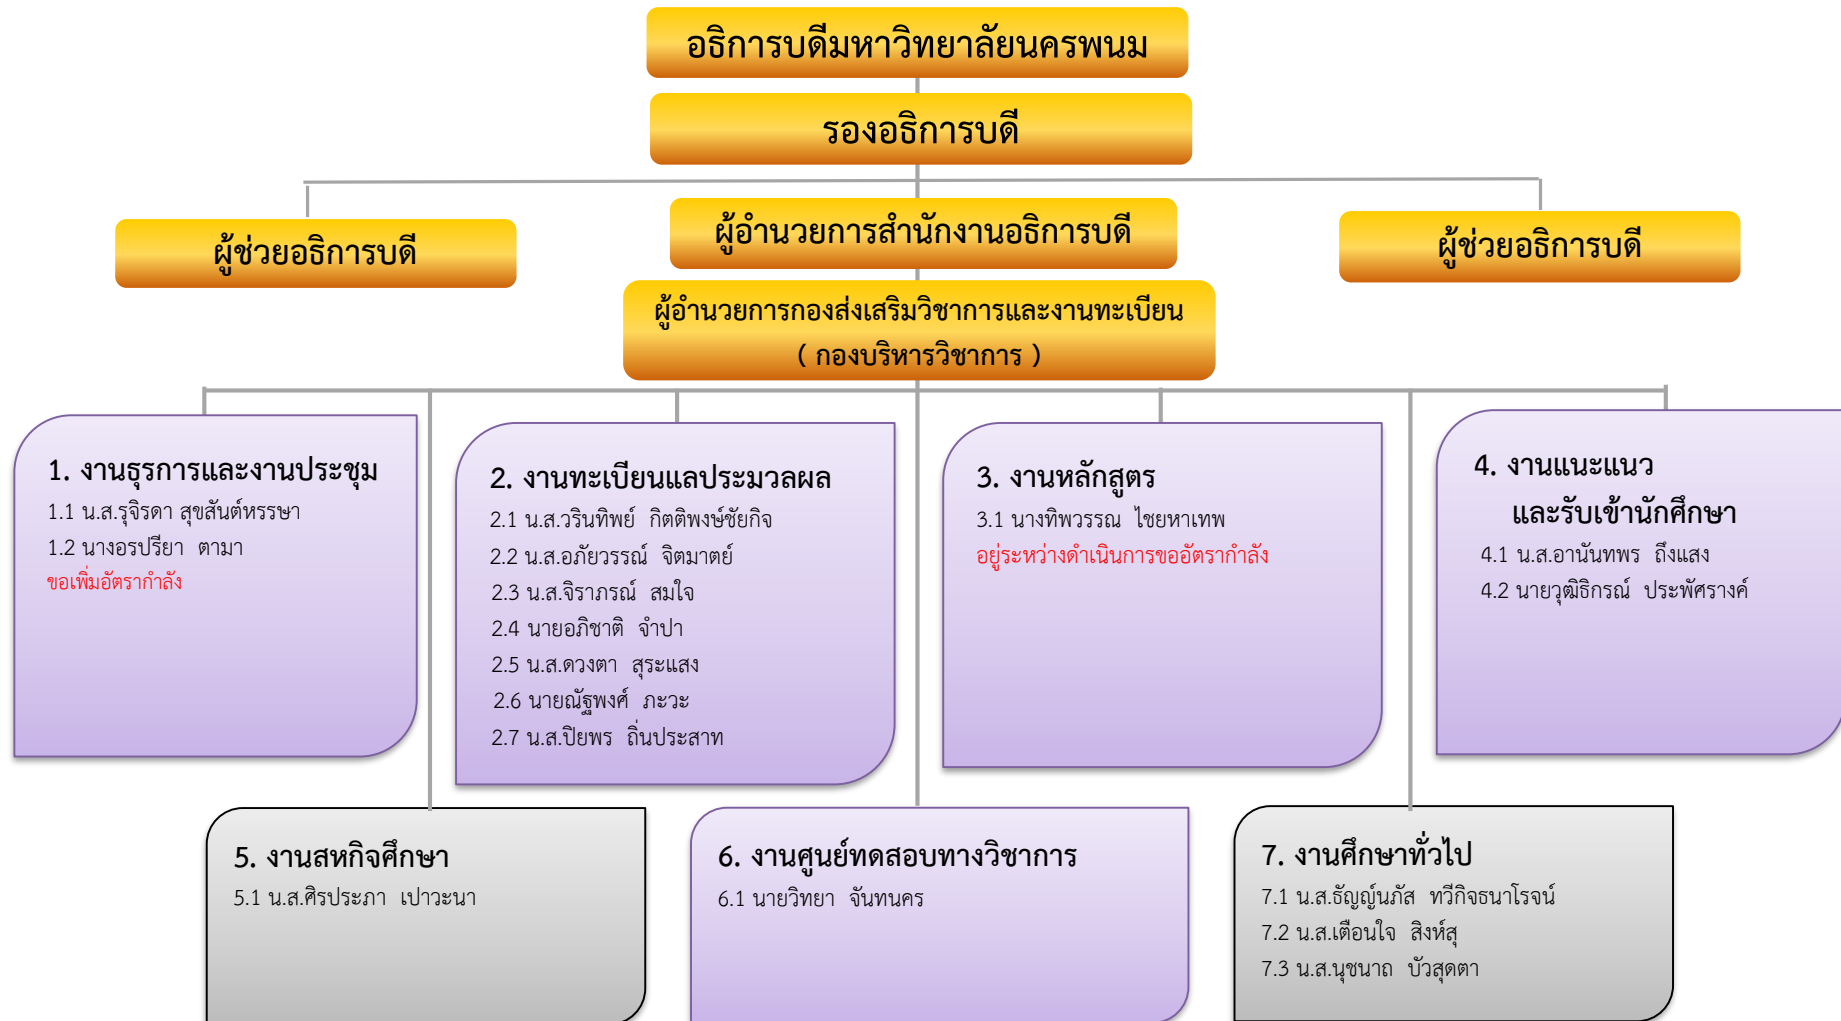 อธิการบดีมหาวิทยาลัยนครพนม
รองอธิการบดี
ผู้ช่วยอธิการบดี
ผู้อำนวยการสำนักงานอธิการบดี
ผู้ช่วยอธิการบดี
ผู้อำนวยการกองส่งเสริมวิชาการและงานทะเบียน
( กองบริหารวิชาการ )
1. งานธุรการและงานประชุม
1.1 น.ส.รุจิรดา สุขสันต์หรรษา
1.2 นางอรปรียา ตามา
ขอเพิ่มอัตรากำลัง
2. งานทะเบียนแลประมวลผล
2.1 น.ส.วรินทิพย์ กิตติพงษ์ชัยกิจ
2.2 น.ส.อภัยวรรณ์ จิตมาตย์
2.3 น.ส.จิราภรณ์ สมใจ
2.4 นายอภิชาติ จำปา
2.5 น.ส.ดวงตา สุระแสง
2.6 นายณัฐพงศ์ ภะวะ
2.7 น.ส.ปิยพร ถิ่นประสาท
3. งานหลักสูตร
3.1 นางทิพวรรณ ไชยหาเทพ
อยู่ระหว่างดำเนินการขออัตรากำลัง
4. งานแนะแนว
และรับเข้านักศึกษา
4.1 น.ส.อานันทพร ถึงแสง
4.2 นายวุฒิธิกรณ์ ประพัศรางค์
5. งานสหกิจศึกษา
5.1 น.ส.ศิรประภา เปาวะนา
6. งานศูนย์ทดสอบทางวิชาการ
6.1 นายวิทยา จันทนคร
7. งานศึกษาทั่วไป
7.1 น.ส.ธัญญ์นภัส ทวีกิจธนาโรจน์
7.2 น.ส.เตือนใจ สิงห์สุ
7.3 น.ส.นุชนาถ บัวสุดตา